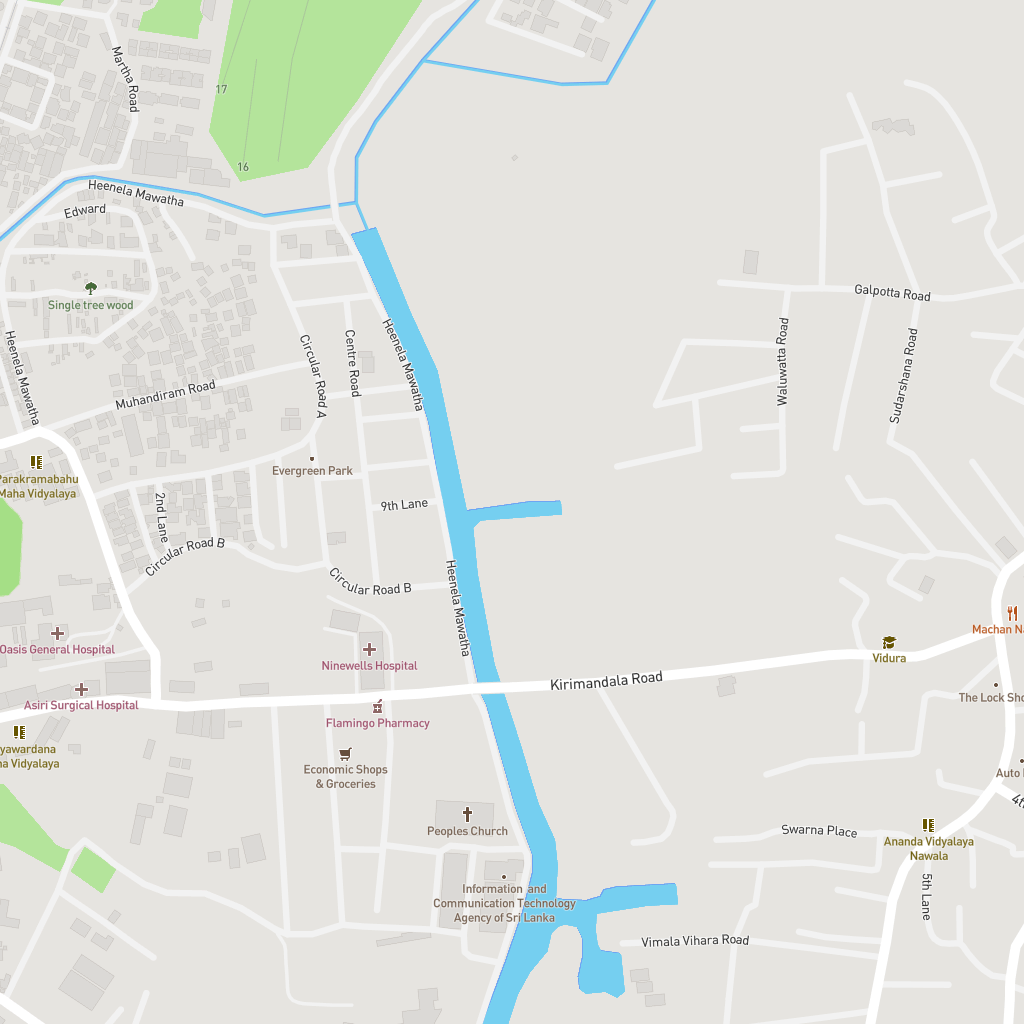 Martha Road
17
16
Heenela Mawatha
Edward
Single tree wood
Heenela Mawatha
Galpotta Road
Waluwatta Road
Sudarshana Road
Circular Road A
Centre Road
Heenela Mawatha
Muhandiram Road
Evergreen Park
Parakramabahu
Maha Vidyalaya
2nd Lane
9th Lane
Circular Road B
Circular Road B
Heenela Mawatha
Oasis General Hospital
Ninewells Hospital
Machan Na
Vidura
Kirimandala Road
Asiri Surgical Hospital
Flamingo Pharmacy
The Lock Sho
yawardana
na Vidyalaya
Economic Shops
& Groceries
Auto
4th
Peoples Church
Swarna Place
Ananda Vidyalaya
Nawala
5th Lane
Information and
Communication Technology
Agency of Sri Lanka
Vimala Vihara Road